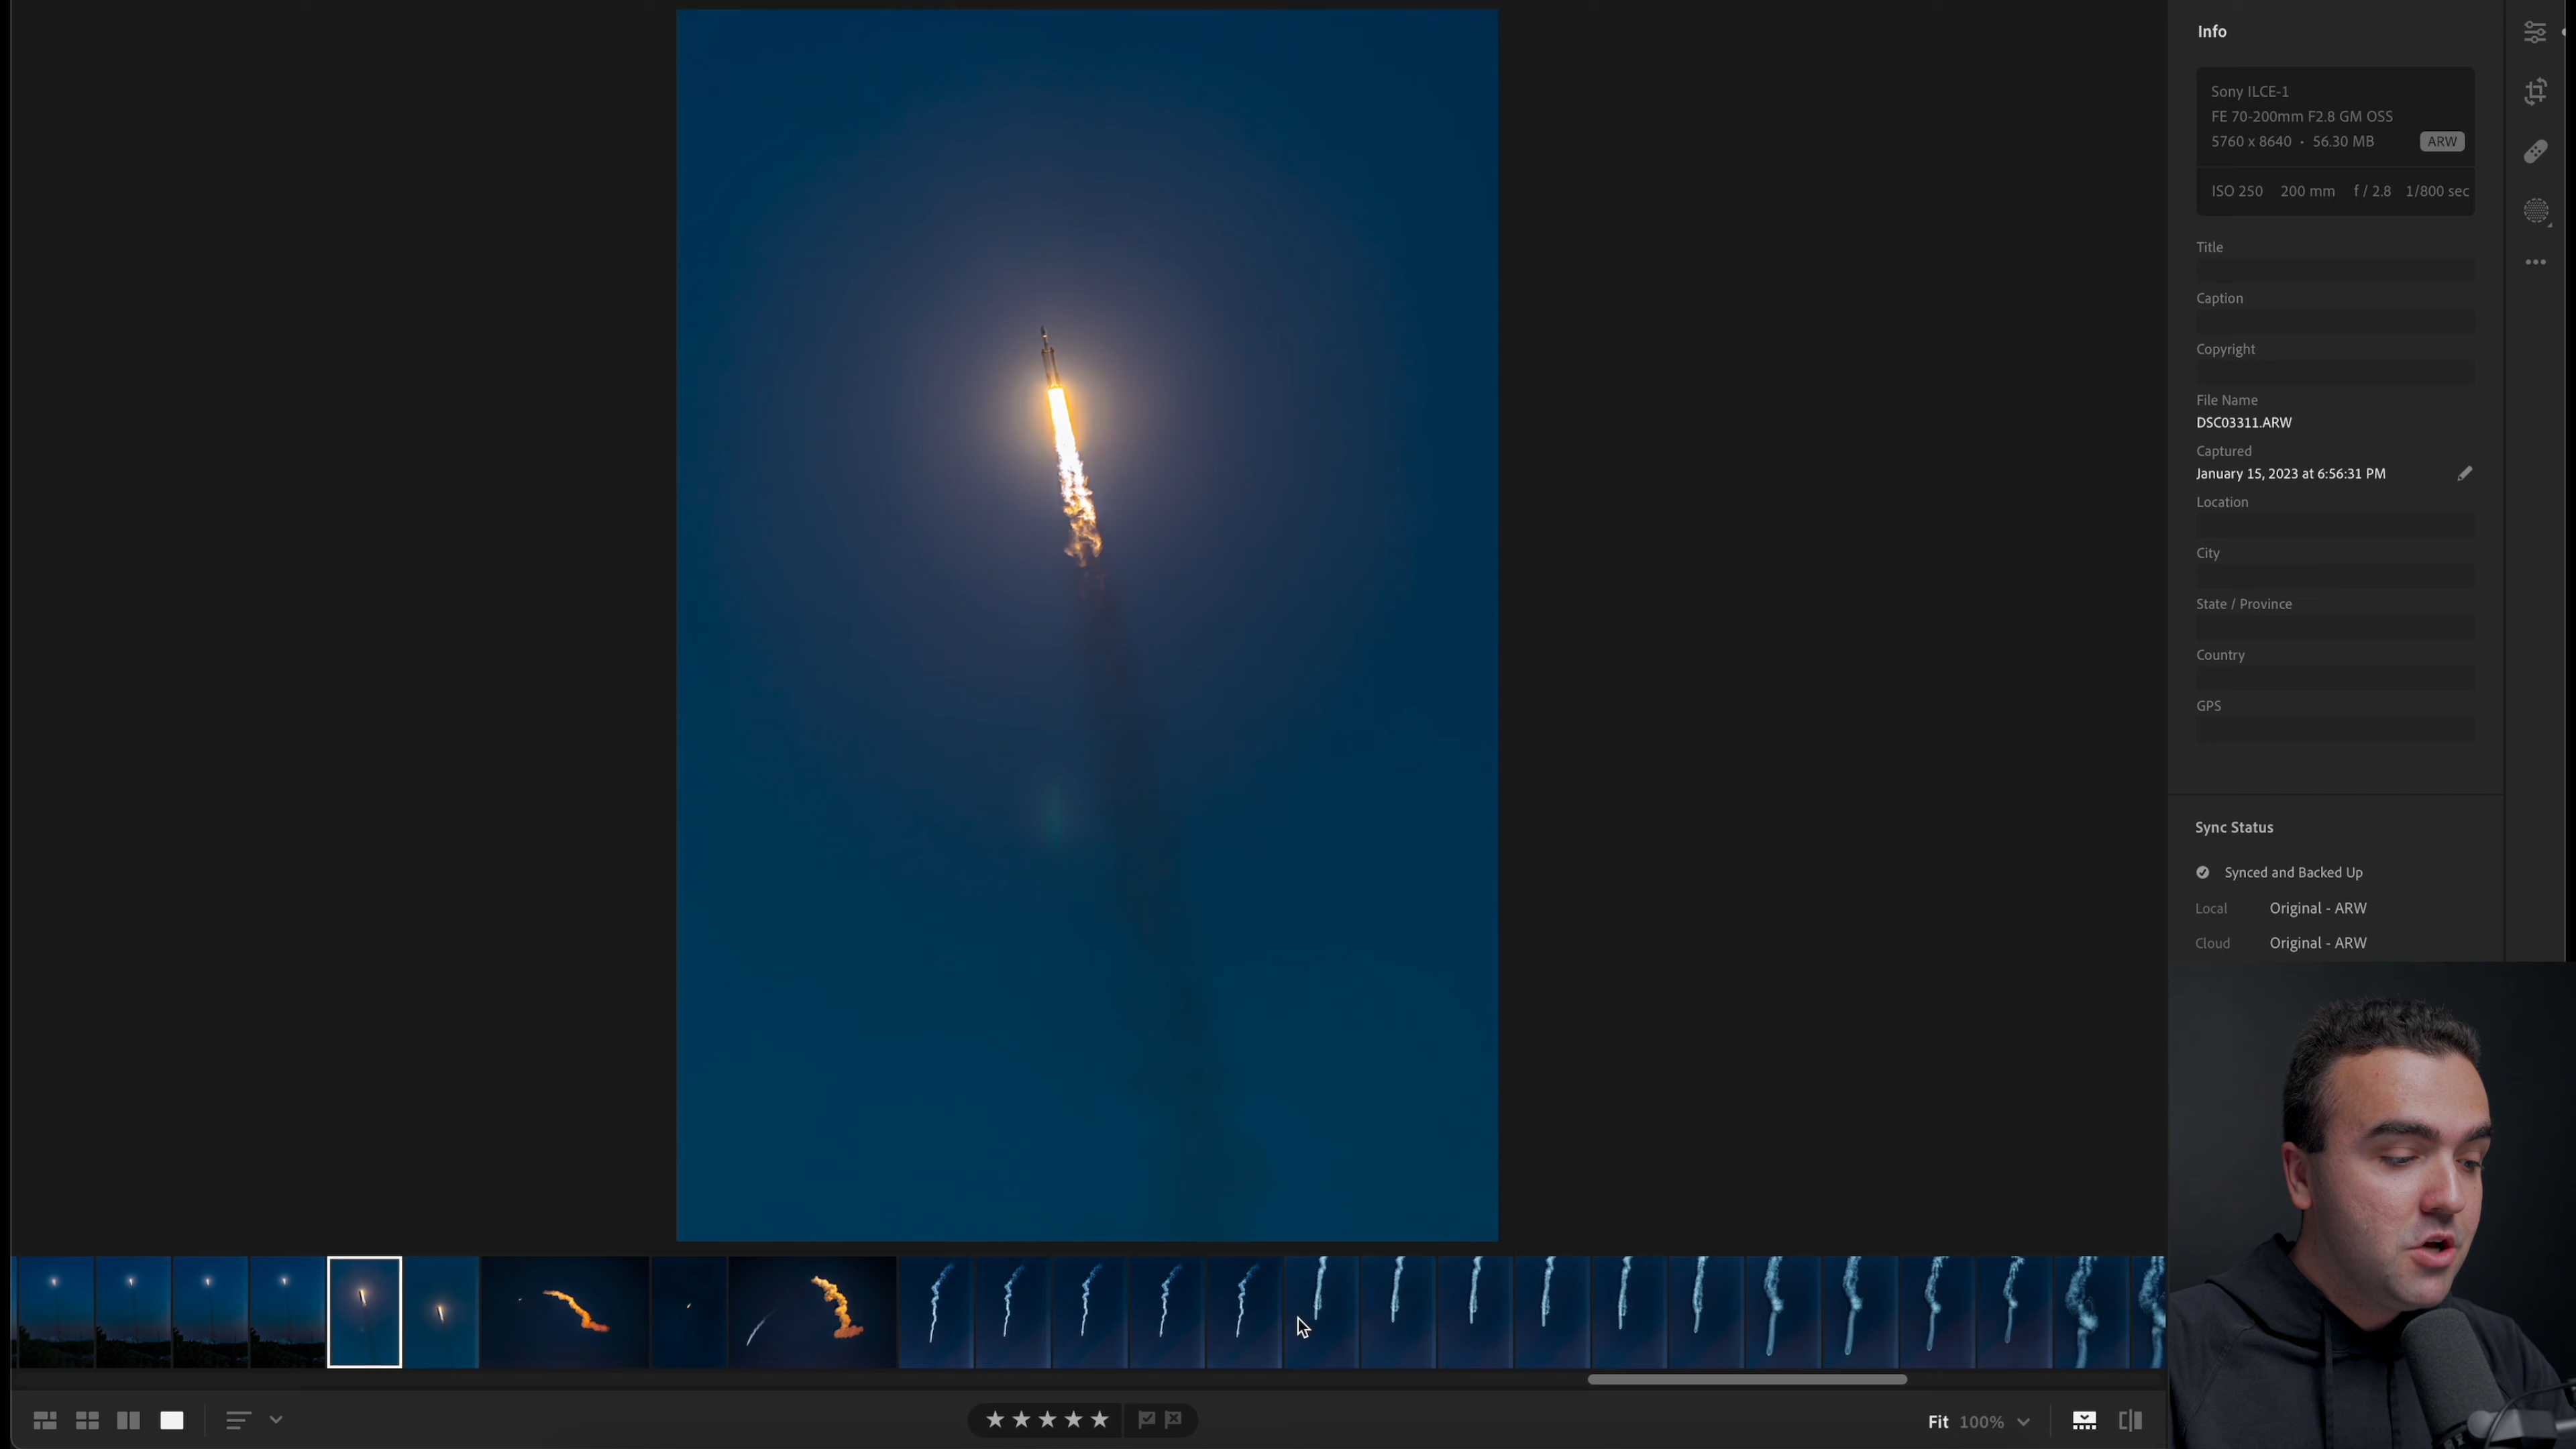 Info
Sony ILCE-1
FE 70-200mm F2.8 GM OSS
5760 x 8640 • 56.30 MB ARW
ISO 250 200 mm f / 2.8 1/800 sec
Title
Caption
Copyright
File Name
DSC03311.ARW
Captured
January 15, 2023 at 6:56:31 PM
Location
City
State / Province
Country
GPS
Sync Status
Synced and Backed Up
Local Original - ARW
Cloud Original - ARW
Fit 100%